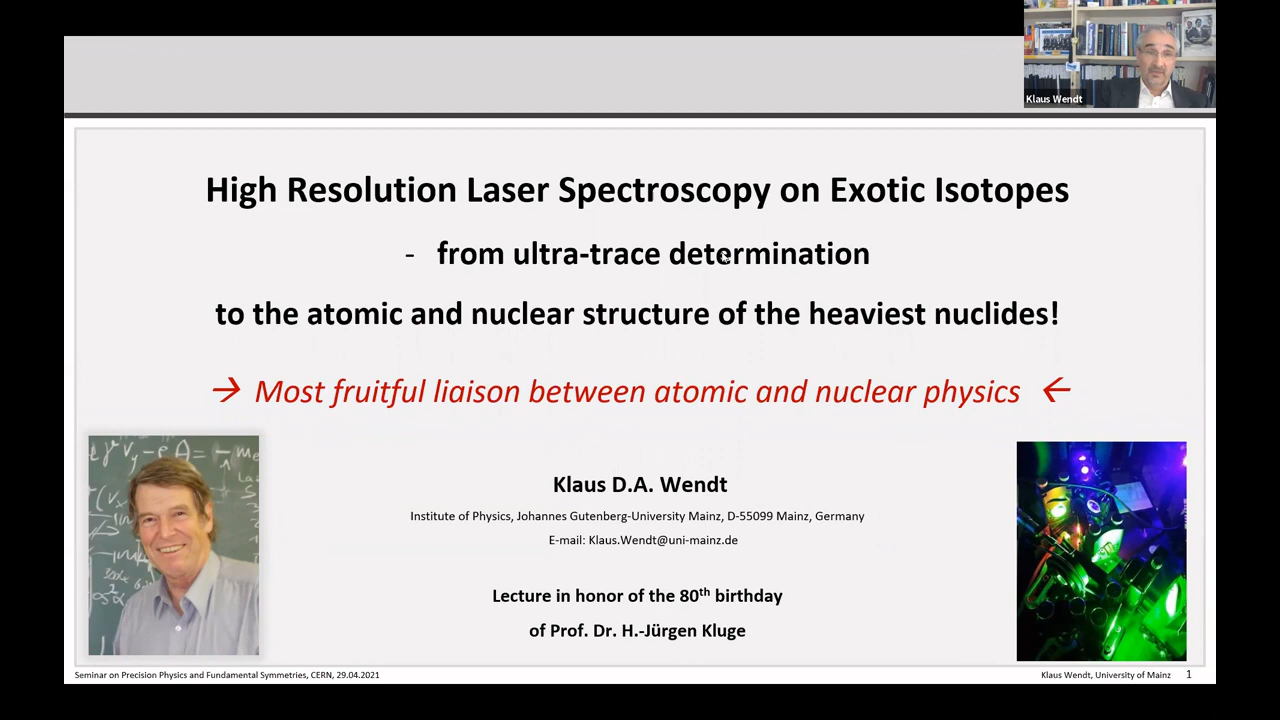 Klaus Wendt
High Resolution Laser Spectroscopy on Exotic Isotopes
- from ultra-trace determination
to the atomic and nuclear structure of the heaviest nuclides!
→ Most fruitful liaison between atomic and nuclear physics ←
Klaus D.A. Wendt
Institute of Physics, Johannes Gutenberg-University Mainz, D-55099 Mainz, Germany
E-mail: Klaus.Wendt@uni-mainz.de
Lecture in honor of the 80th birthday
of Prof. Dr. H.-Jürgen Kluge
Seminar on Precision Physics and Fundamental Symmetries, CERN, 29.04.2021
Klaus Wendt, University of Mainz 1